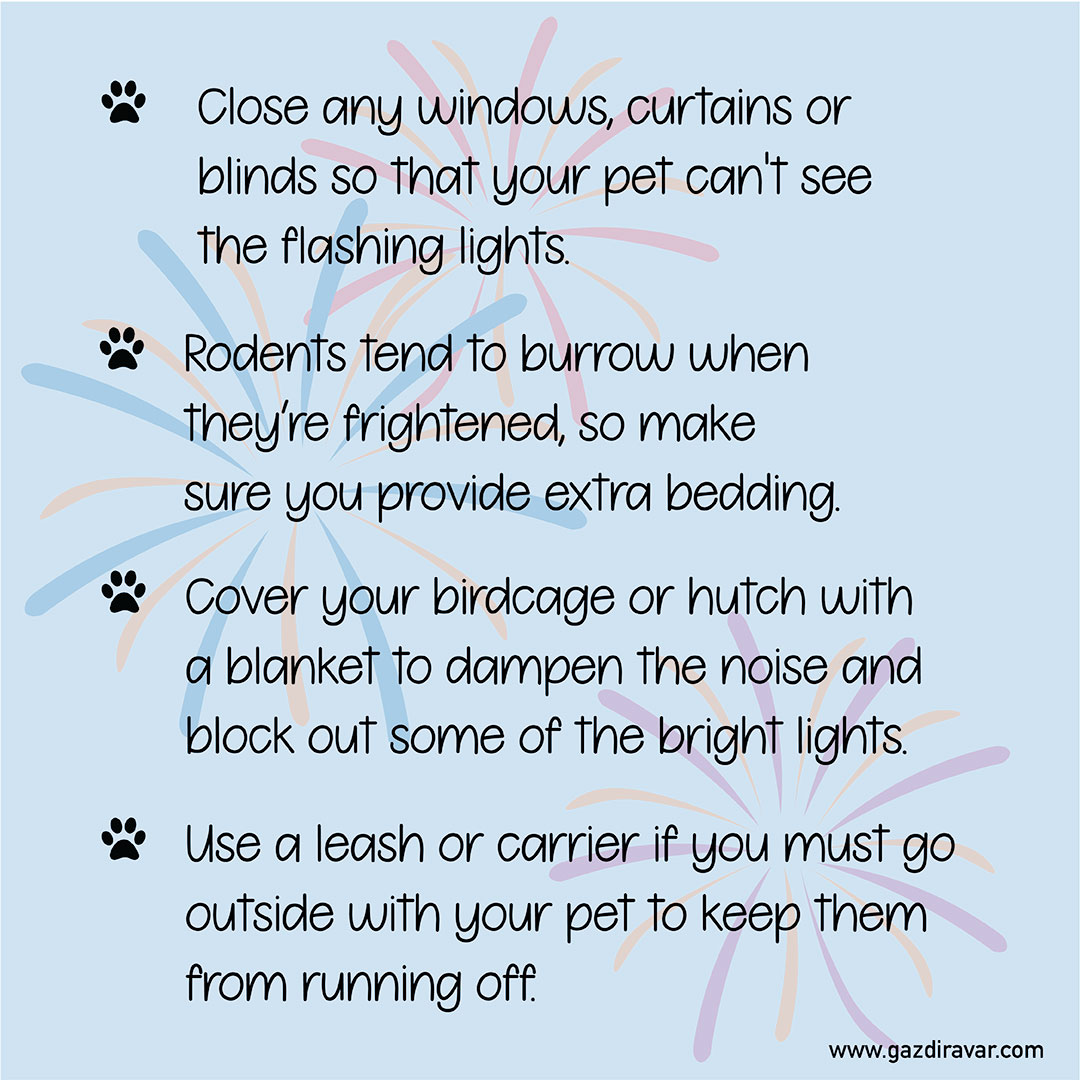 Close any windows, curtains or
blinds so that your pet can't see
the flashing lights.
Rodents tend to burrow when
they’re frightened, so make
sure you provide extra bedding.
Cover your birdcage or hutch with
a blanket to dampen the noise and
block out some of the bright lights.
Use a leash or carrier if you must go
outside with your pet to keep them
from running off.
www.gazdiravar.com